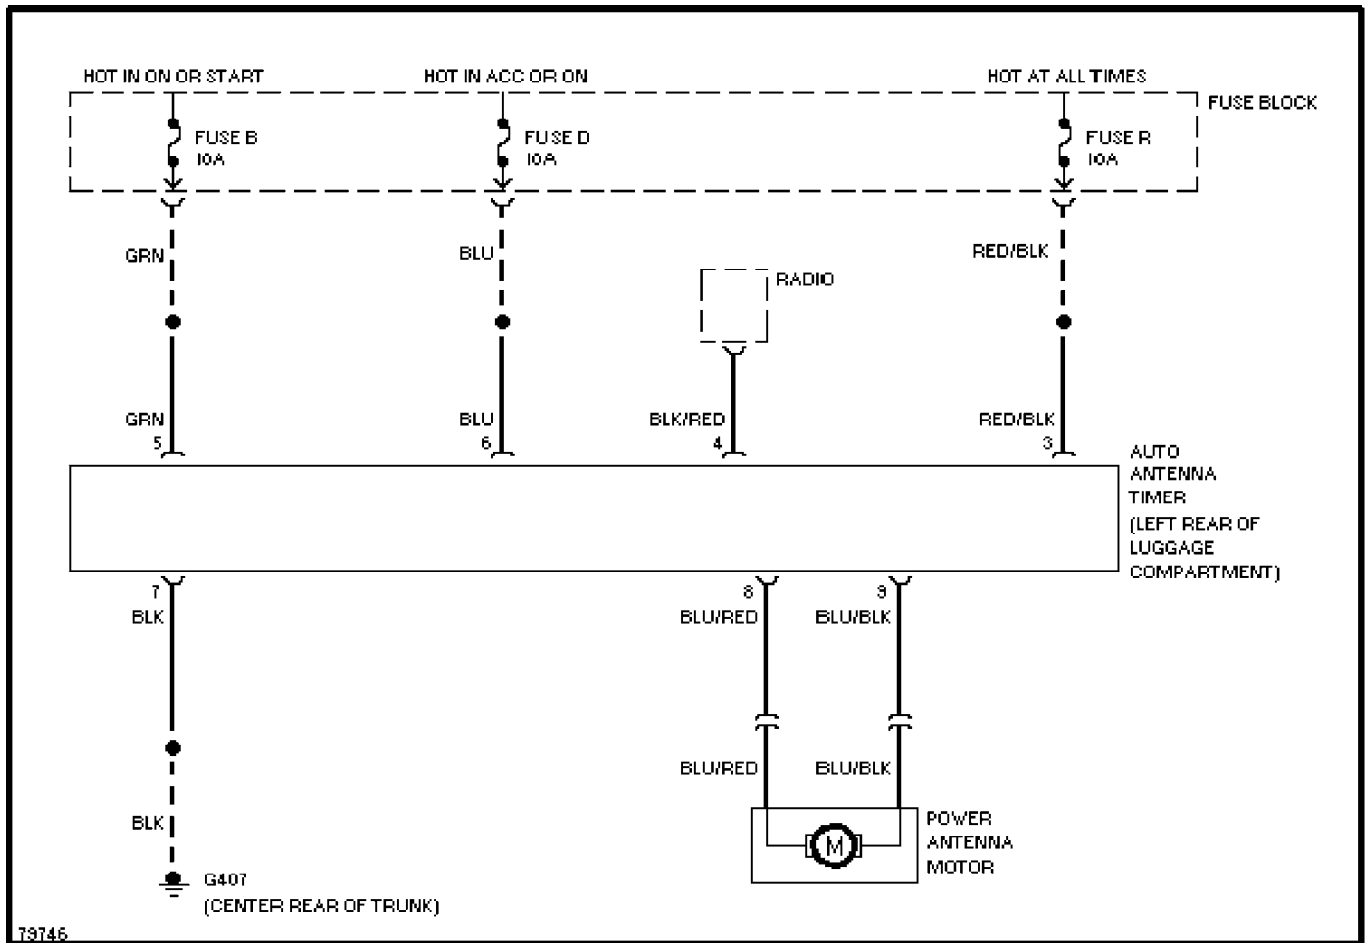 HOT IN ON OR START
HOT IN ACC OR ON
HOT AT ALL TIMES
FUSE BLOCK
FUSE B
10A
FUSE D
10A
FUSE R
10A
GRN
BLU
RED/BLK
RADIO
GRN
BLU
BLK/RED
RED/BLK
5
6
4
3
AUTO
ANTENNA
TIMER
(LEFT REAR OF
LUGGAGE
COMPARTMENT)
7
8
9
BLK
BLU/RED
BLU/BLK
BLU/RED
BLU/BLK
BLK
POWER
ANTENNA
MOTOR
M
G407
(CENTER REAR OF TRUNK)
79746